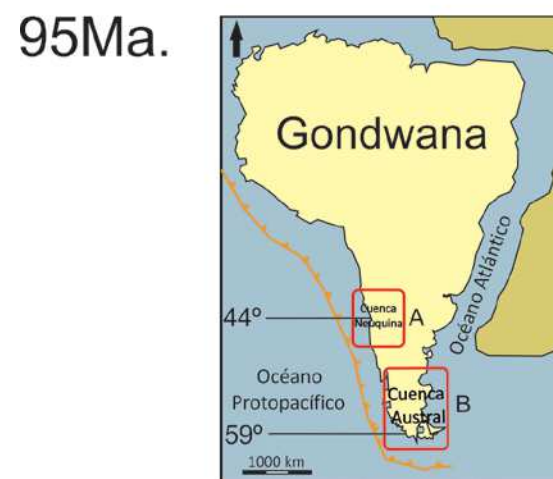 95Ma.
Gondwana
Océano Atlántico
Cuenca
Neuquina
A
44º
Océano
Protopacífico
Cuenca
Austral
B
59º
1000 km